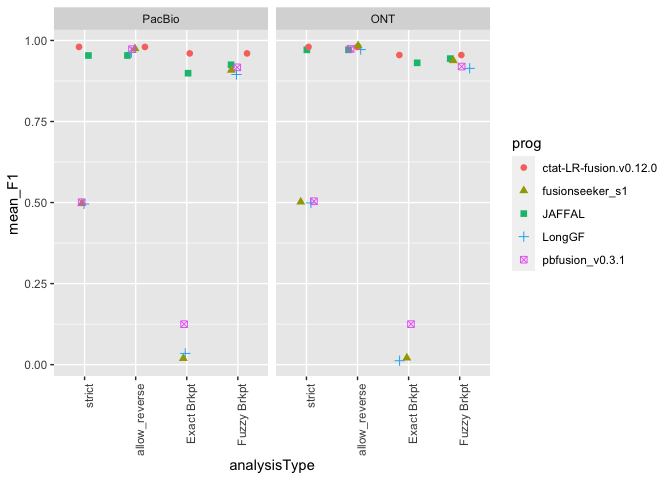 PacBio
ONT
mean_F1
1.00
0.75
0.50
0.25
0.00
strict
allow_reverse
Exact Brkpt
Fuzzy Brkpt
strict
allow_reverse
Exact Brkpt
Fuzzy Brkpt
analysisType
prog
ctat-LR-fusion.v0.12.0
fusionseeker_s1
JAFFAL
LongGF
pbfusion_v0.3.1